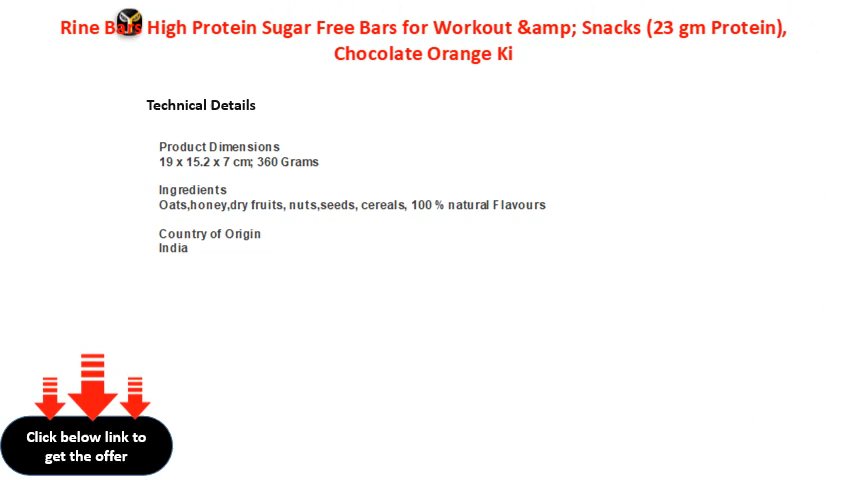 Rine Bars High Protein Sugar Free Bars for Workout &amp; Snacks (23 gm Protein),
Chocolate Orange Ki
Technical Details
Product Dimensions
19 x 15.2 x 7 cm; 360 Grams
Ingredients
Oats,honey,dry fruits, nuts,seeds, cereals, 100 % natural Flavours
Country of Origin
India
Click below link to
get the offer